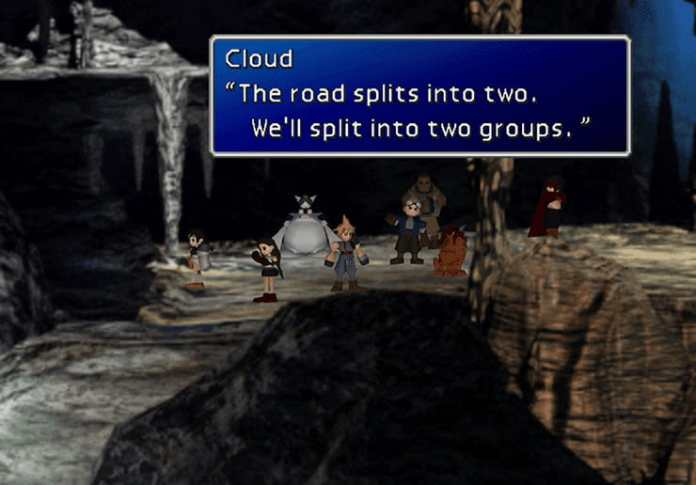 Cloud
“The road splits into two.
We'll split into two groups.”